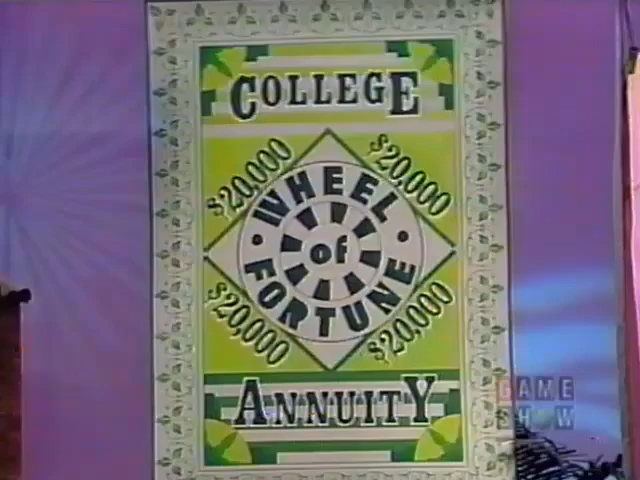 COLLEGE
$20,000
$20,000
WHEEL
of
FORTUNE
$20,000
$20,000
ANNUITY
GAME
SHOW